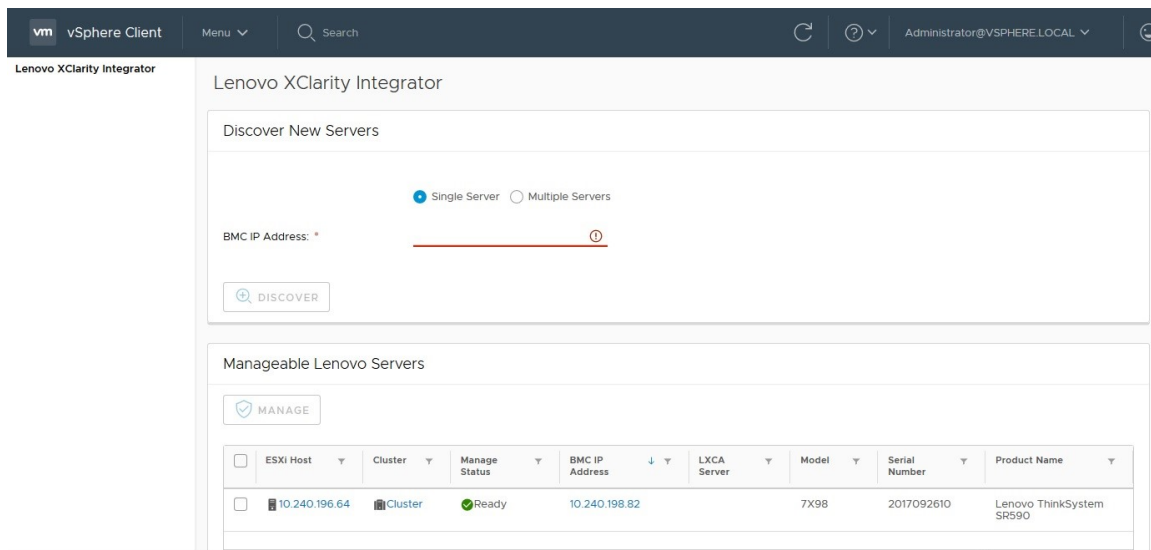 vm vSphere Client Menu Search Administrator@VSPHERE.LOCAL
Lenovo XClarity Integrator
Lenovo XClarity Integrator
Discover New Servers
Single Server Multiple Servers
BMC IP Address: *
DISCOVER
Manageable Lenovo Servers
MANAGE
ESXi Host Cluster Manage Status BMC IP Address LXCA Server Model Serial Number Product Name
10.240.196.64 Cluster Ready 10.240.198.82 7X98 2017092610 Lenovo ThinkSystem SR590